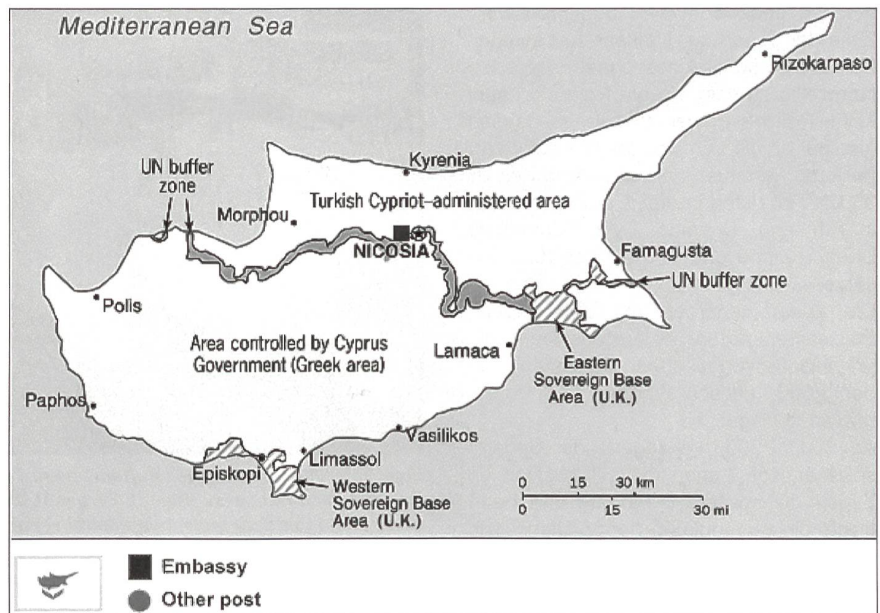 Mediterranean Sea
Rizokarpaso
Kyrenia
UN buffer
zone
Turkish Cypriot-administered area
Morphou
NICOSIA
Famagusta
UN buffer zone
Polis
Area controlled by Cyprus
Government (Greek area)
Lamaca
Eastern
Sovereign Base
Area (U.K.)
Paphos
Vasilikos
Episkopi
Limassol
Western
Sovereign Base
Area (U.K.)
0 15 30 km
0 15 30 mi
Embassy
Other post